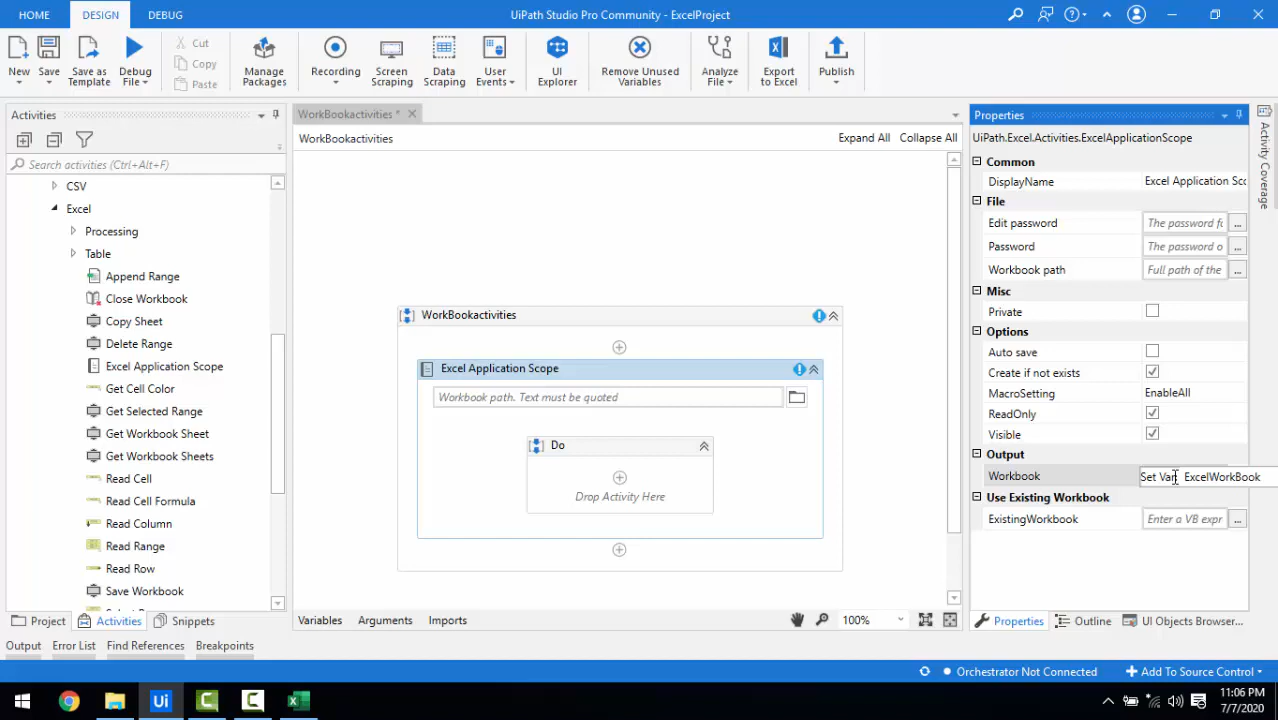 HOME DESIGN DEBUG UiPath Studio Pro Community - ExcelProject
New Save Save as Template Debug File Cut Copy Paste Manage Packages Recording Screen Scraping Data Scraping User Events UI Explorer Remove Unused Variables Analyze File Export to Excel Publish
Activities
Search activities (Ctrl+Alt+F)
CSV
Excel
Processing
Table
Append Range
Close Workbook
Copy Sheet
Delete Range
Excel Application Scope
Get Cell Color
Get Selected Range
Get Workbook Sheet
Get Workbook Sheets
Read Cell
Read Cell Formula
Read Column
Read Range
Read Row
Save Workbook
Project Activities Snippets
WorkBookactivities *
WorkBookactivities Expand All Collapse All
WorkBookactivities
Excel Application Scope
Workbook path. Text must be quoted
Do
Drop Activity Here
Variables Arguments Imports 100%
Properties
UiPath.Excel.Activities.ExcelApplicationScope
Common
DisplayName Excel Application Sco
File
Edit password The password fo
Password The password o
Workbook path Full path of the
Misc
Private
Options
Auto save
Create if not exists
MacroSetting EnableAll
ReadOnly
Visible
Output
Workbook Set Var: ExcelWorkBook
Use Existing Workbook
ExistingWorkbook Enter a VB expr
Properties Outline UI Objects Browser...
Activity Coverage
Output Error List Find References Breakpoints
Orchestrator Not Connected Add To Source Control
Ui
11:06 PM
7/7/2020